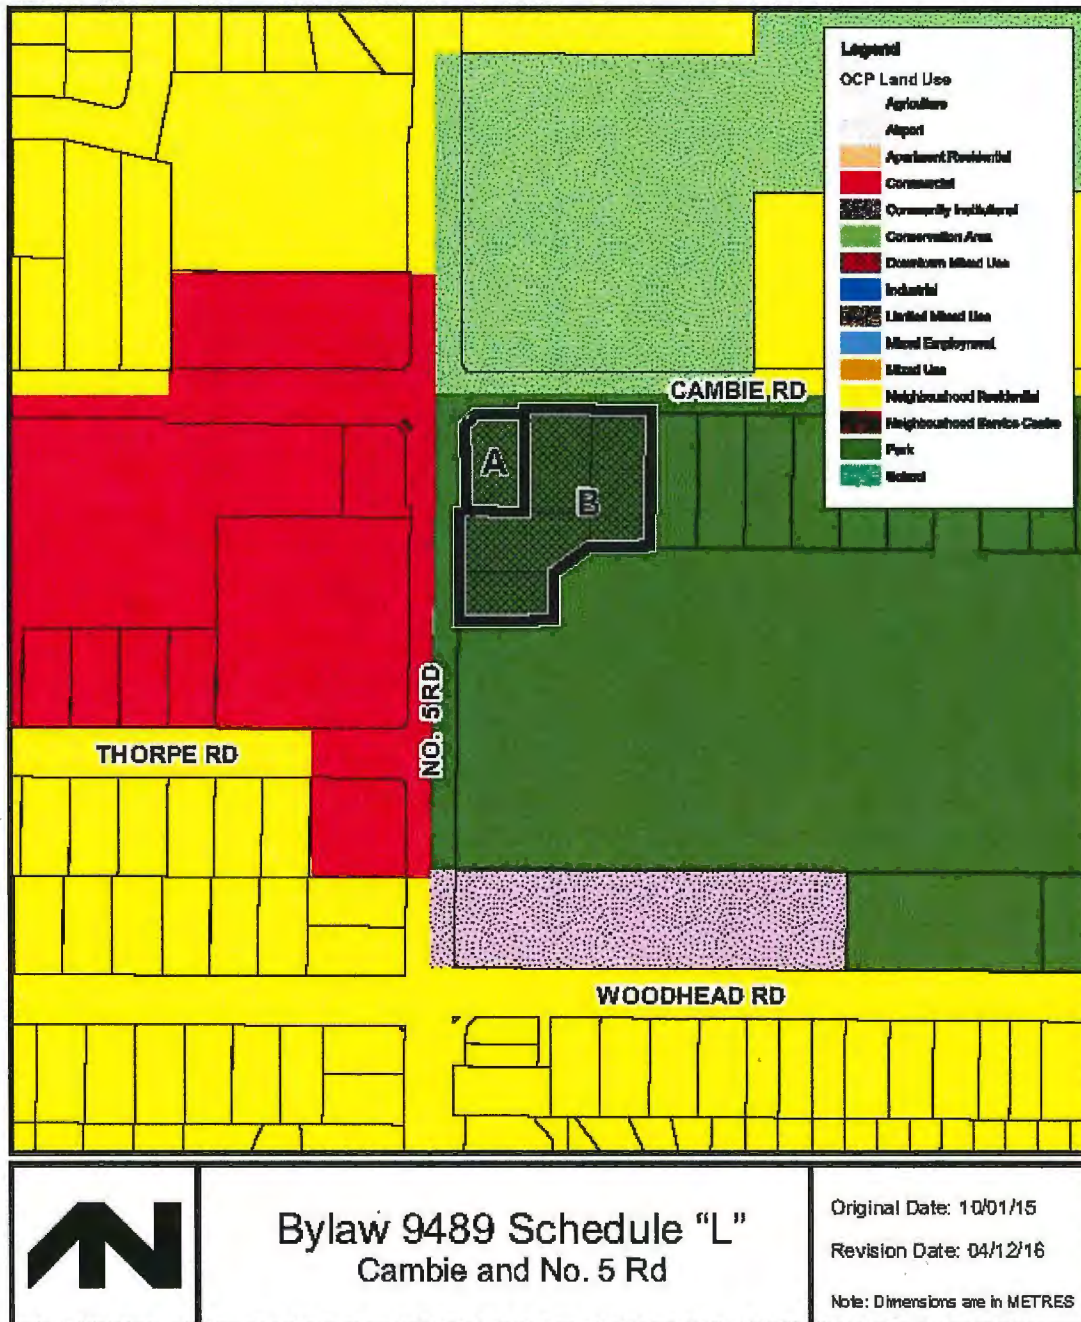 Legend
OCP Land Use
Agriculture
Airport
Apartment Residential
Commercial
Community Institutional
Conservation Area
Downtown Mixed Use
Industrial
Limited Mixed Use
Mixed Employment
Mixed Use
Neighbourhood Residential
Neighbourhood Service Centre
Park
School
CAMBIE RD
A
B
NO. 5 RD
THORPE RD
WOODHEAD RD
N
Bylaw 9489 Schedule “L”
Cambie and No. 5 Rd
Original Date: 10/01/15
Revision Date: 04/12/16
Note: Dimensions are in METRES